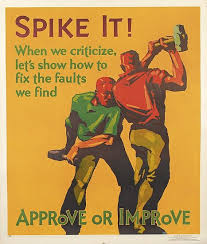 SPIKE IT!
When we criticize,
let's show how to
fix the faults
we find
APPROVE OR IMPROVE